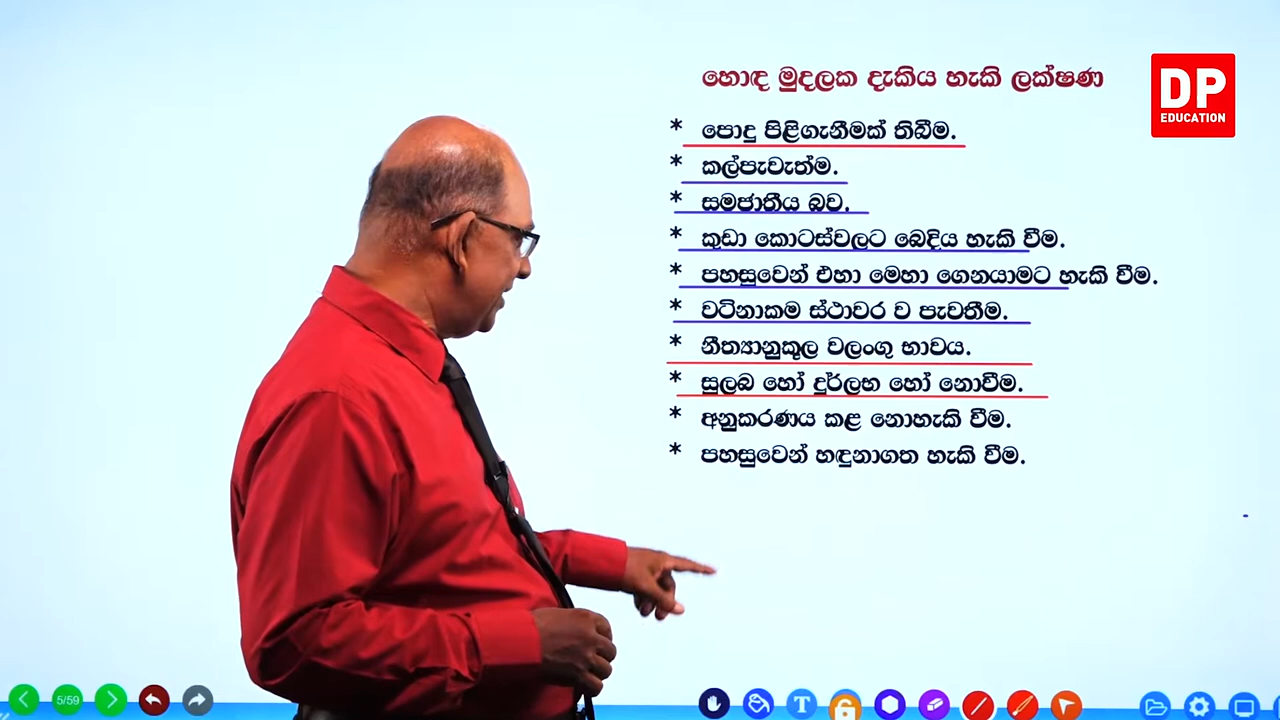 හොඳ මුදලක දැකිය හැකි ලක්ෂණ
DP
EDUCATION
* පොදු පිළිගැනීමක් තිබීම.
* කල්පැවැත්ම.
* සමජාතීය බව.
* කුඩා කොටස්වලට බෙදිය හැකි වීම.
* පහසුවෙන් එහා මෙහා ගෙනයාමට හැකි වීම.
* වටිනාකම ස්ථාවර ව පැවතීම.
* නීත්‍යානුකූල වලංගු භාවය.
* සුලබ හෝ දුර්ලභ හෝ නොවීම.
* අනුකරණය කළ නොහැකි වීම.
* පහසුවෙන් හඳුනාගත හැකි වීම.
5/59
T